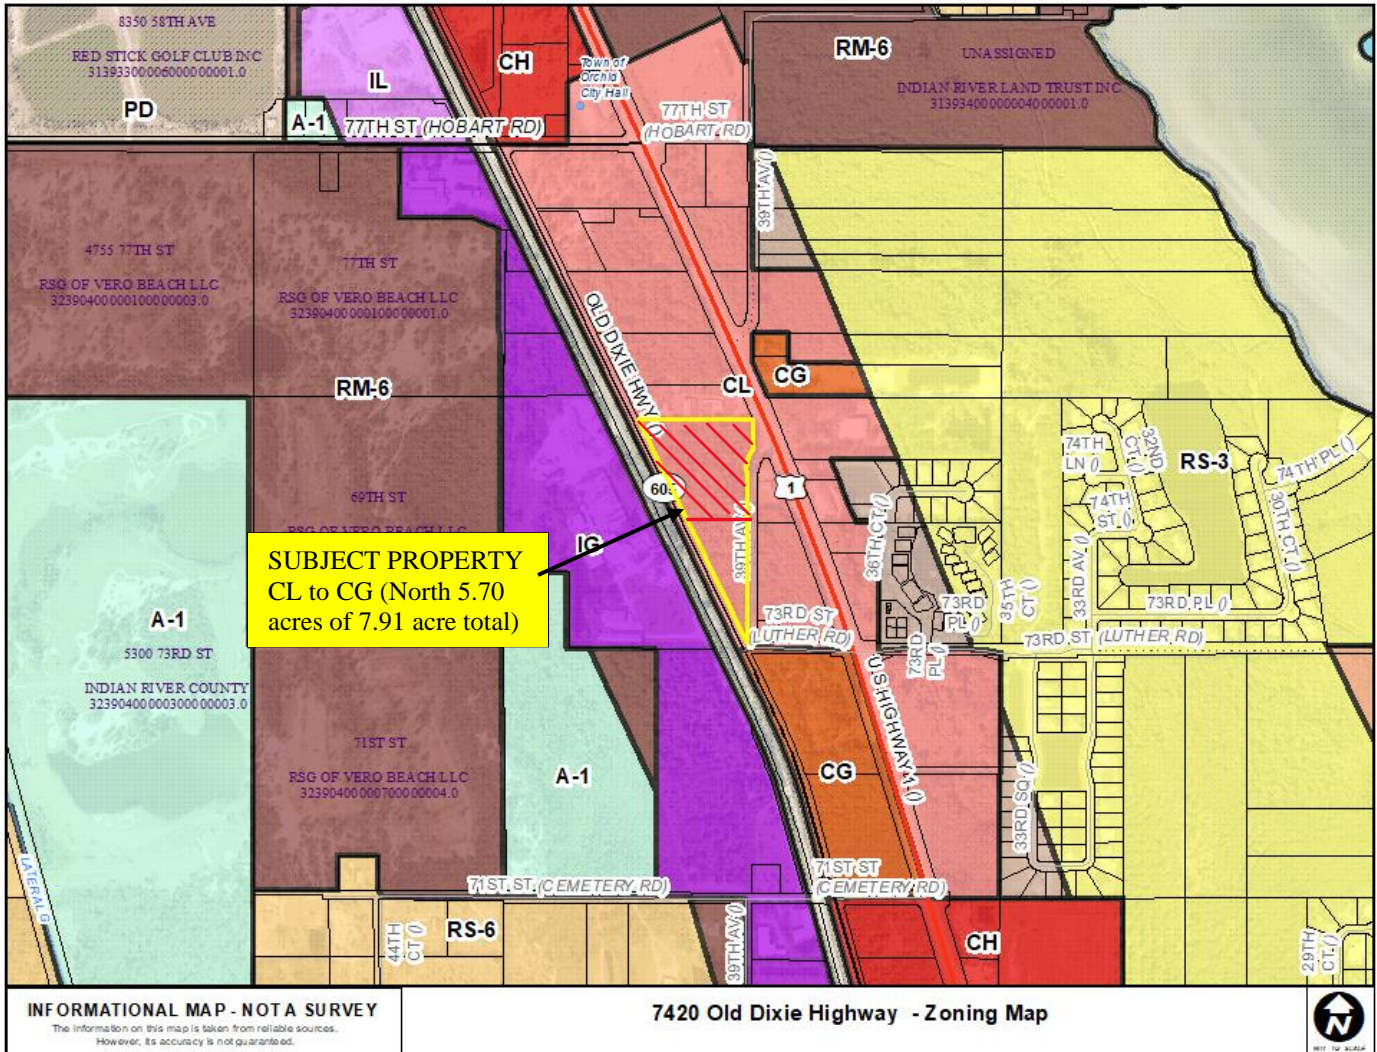 8350 58TH AVE
RED STICK GOLF CLUB INC
31393300006000000001.0
PD
IL
A-1
77TH ST (HOBART RD)
CH
Town of
Orchid
City Hall
77TH ST
(HOBART RD)
RM-6
UNASSIGNED
INDIAN RIVER LAND TRUST INC
31393400000004000001.0
39TH AV ()
4755 77TH ST
RSG OF VERO BEACH LLC
32390400000100000003.0
77TH ST
RSG OF VERO BEACH LLC
32390400000100000001.0
RM-6
OLD DIXIE HWY ()
CL
CG
69TH ST
RSG OF VERO BEACH LLC
605
1
39TH AV ()
IG
SUBJECT PROPERTY
CL to CG (North 5.70
acres of 7.91 acre total)
36TH CT ()
74TH
LN ()
32ND
CT ()
RS-3
74TH PL ()
74TH
ST ()
30TH CT ()
33RD AV ()
35TH
CT ()
73RD PL ()
73RD
PL ()
73RD
PL ()
73RD ST
(LUTHER RD)
73RD ST (LUTHER RD)
U.S HIGHWAY 1 ()
A-1
5300 73RD ST
INDIAN RIVER COUNTY
32390400000300000003.0
71ST ST
RSG OF VERO BEACH LLC
32390400000700000004.0
A-1
CG
33RD SQ ()
71ST ST
(CEMETERY RD)
71ST ST (CEMETERY RD)
LATERAL G
44TH
CT ()
RS-6
39TH AV ()
CH
29TH
CT ()
INFORMATIONAL MAP - NOT A SURVEY
The information on this map is taken from reliable sources.
However, its accuracy is not guaranteed.
7420 Old Dixie Highway - Zoning Map
N
NOT TO SCALE